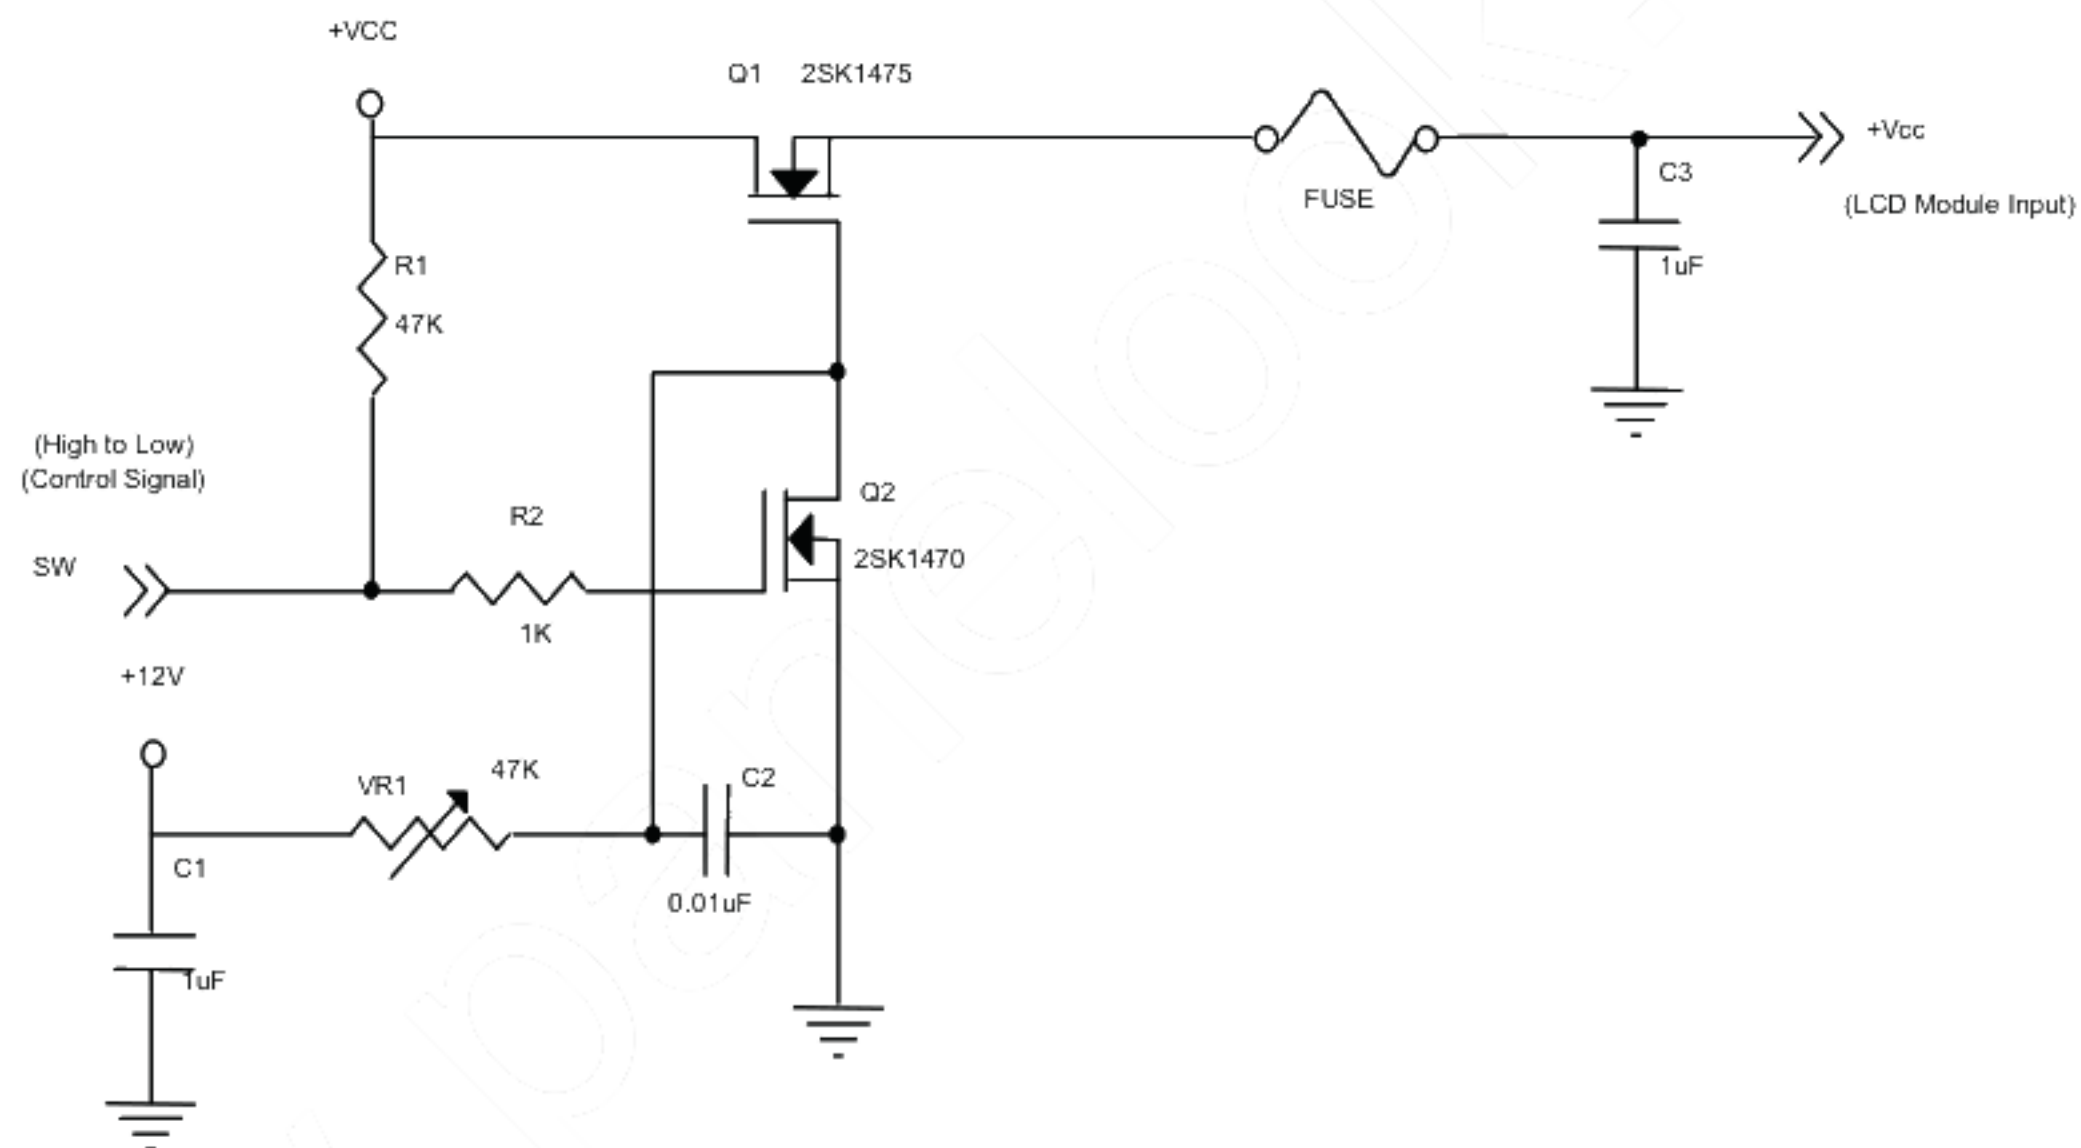 +VCC
Q1 2SK1475
+Vcc
C3
(LCD Module Input)
FUSE
R1
1uF
47K
(High to Low)
(Control Signal)
Q2
R2
2SK1470
SW
1K
+12V
47K
C2
VR1
C1
0.01uF
1uF